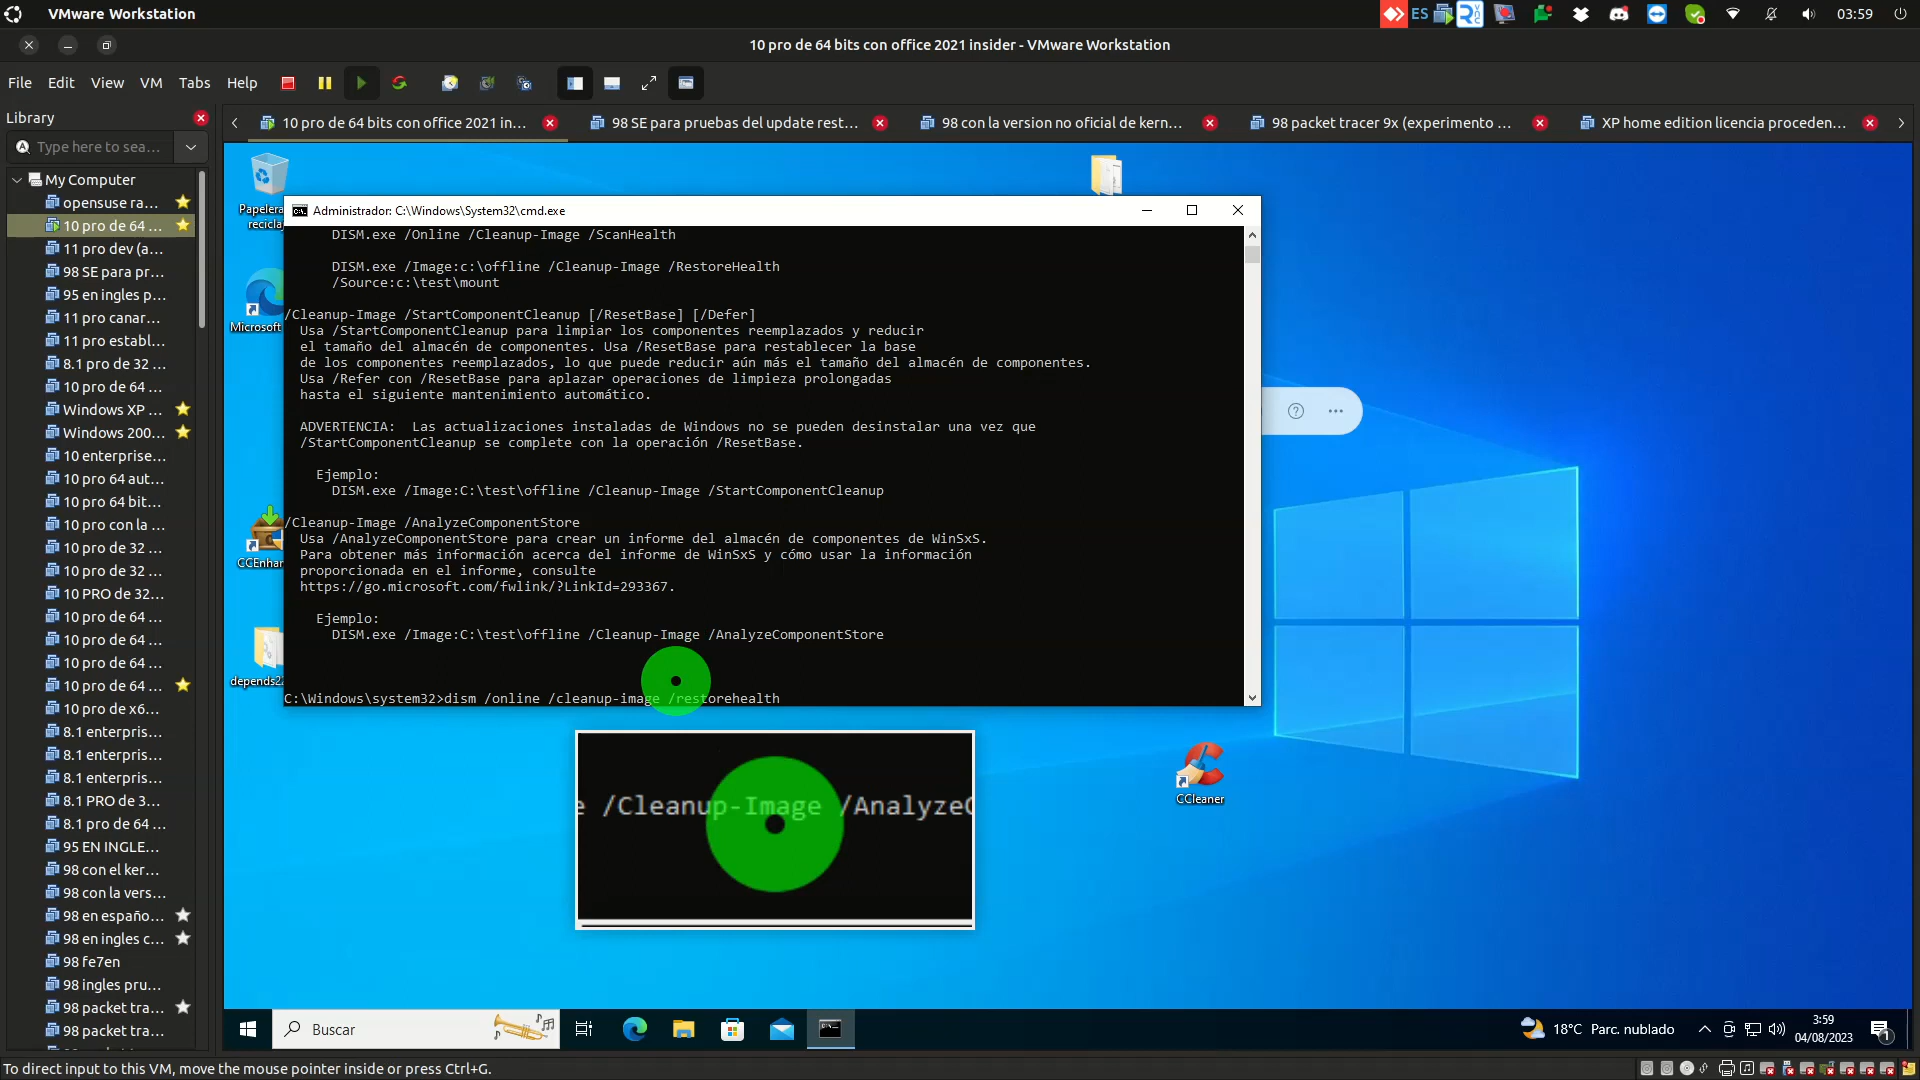 VMware Workstation
ES
03:59
10 pro de 64 bits con office 2021 insider - VMware Workstation
File Edit View VM Tabs Help
Library
Type here to sea...
My Computer
opensuse ra...
10 pro de 64 ...
11 pro dev (a...
98 SE para pr...
95 en ingles p...
11 pro canar...
11 pro establ...
8.1 pro de 32 ...
10 pro de 64 ...
Windows XP ...
Windows 200...
10 enterprise...
10 pro 64 aut...
10 pro 64 bit...
10 pro con la ...
10 pro de 32 ...
10 pro de 32 ...
10 PRO de 32...
10 pro de 64 ...
10 pro de 64 ...
10 pro de 64 ...
10 pro de 64 ...
10 pro de x6...
8.1 enterpris...
8.1 enterpris...
8.1 enterpris...
8.1 PRO de 3...
8.1 pro de 64 ...
95 EN INGLE...
98 con el ker...
98 con la vers...
98 en españo...
98 en ingles c...
98 fe7en
98 ingles pru...
98 packet tra...
98 packet tra...
10 pro de 64 bits con office 2021 in...
98 SE para pruebas del update rest...
98 con la version no oficial de kern...
98 packet tracer 9x (experimento ...
XP home edition licencia proceden...
Papelera
recicla
Microsoft
CCEnhan
depends22
Administrador: C:\Windows\System32\cmd.exe
DISM.exe /Online /Cleanup-Image /ScanHealth
DISM.exe /Image:c:\offline /Cleanup-Image /RestoreHealth
/Source:c:\test\mount
/Cleanup-Image /StartComponentCleanup [/ResetBase] [/Defer]
Usa /StartComponentCleanup para limpiar los componentes reemplazados y reducir
el tamaño del almacén de componentes. Usa /ResetBase para restablecer la base
de los componentes reemplazados, lo que puede reducir aún más el tamaño del almacén de componentes.
Usa /Refer con /ResetBase para aplazar operaciones de limpieza prolongadas
hasta el siguiente mantenimiento automático.
ADVERTENCIA:  Las actualizaciones instaladas de Windows no se pueden desinstalar una vez que
/StartComponentCleanup se complete con la operación /ResetBase.
Ejemplo:
DISM.exe /Image:C:\test\offline /Cleanup-Image /StartComponentCleanup
/Cleanup-Image /AnalyzeComponentStore
Usa /AnalyzeComponentStore para crear un informe del almacén de componentes de WinSxS.
Para obtener más información acerca del informe de WinSxS y cómo usar la información
proporcionada en el informe, consulte
https://go.microsoft.com/fwlink/?LinkId=293367.
Ejemplo:
DISM.exe /Image:C:\test\offline /Cleanup-Image /AnalyzeComponentStore
C:\Windows\system32>dism /online /cleanup-image /restorehealth
e /Cleanup-Image /AnalyzeC
CCleaner
Buscar
18°C Parc. nublado
3:59
04/08/2023
1
To direct input to this VM, move the mouse pointer inside or press Ctrl+G.